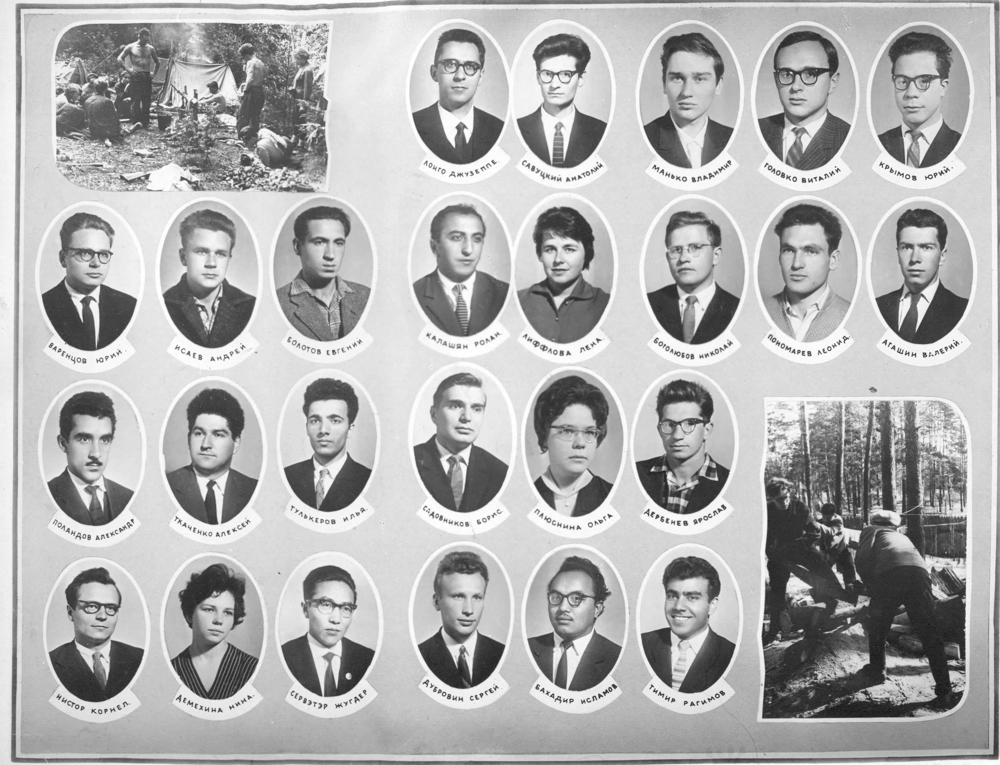 ЛОНГО ДЖУЗЕППЕ.
САВУЦКИЙ АНАТОЛИЙ
МАНЬКО ВЛАДИМИР
ГОЛОВКО ВИТАЛИЙ
КРЫМОВ ЮРИЙ.
ВАРЕНЦОВ ЮРИЙ.
ИСАЕВ АНДРЕЙ
БОЛОТОВ ЕВГЕНИЙ
КАЛАШЯН РОЛАН.
ЛИФФЛОВА ЛЕНА.
БОГОЛЮБОВ НИКОЛАЙ
ПОНОМАРЕВ ЛЕОНИД.
АГАШИН ВАЛЕРИЙ.
ПОЛАНДОВ АЛЕКСАНДР
ТКАЧЕНКО АЛЕКСЕЙ
ТУЛЬКЕРОВ ИЛЬЯ.
САДОВНИКОВ БОРИС.
ПЛЮСНИНА ОЛЬГА
ДЕРБЕНЕВ ЯРОСЛАВ
НИСТОР КОРНЕЛ.
ДЕМЕХИНА НИНА.
СЕРВЭТЭР ЖУГДЕР
ДУБРОВИН СЕРГЕЙ
БАХАДИР ИСЛАМОВ
ТИМИР РАГИМОВ